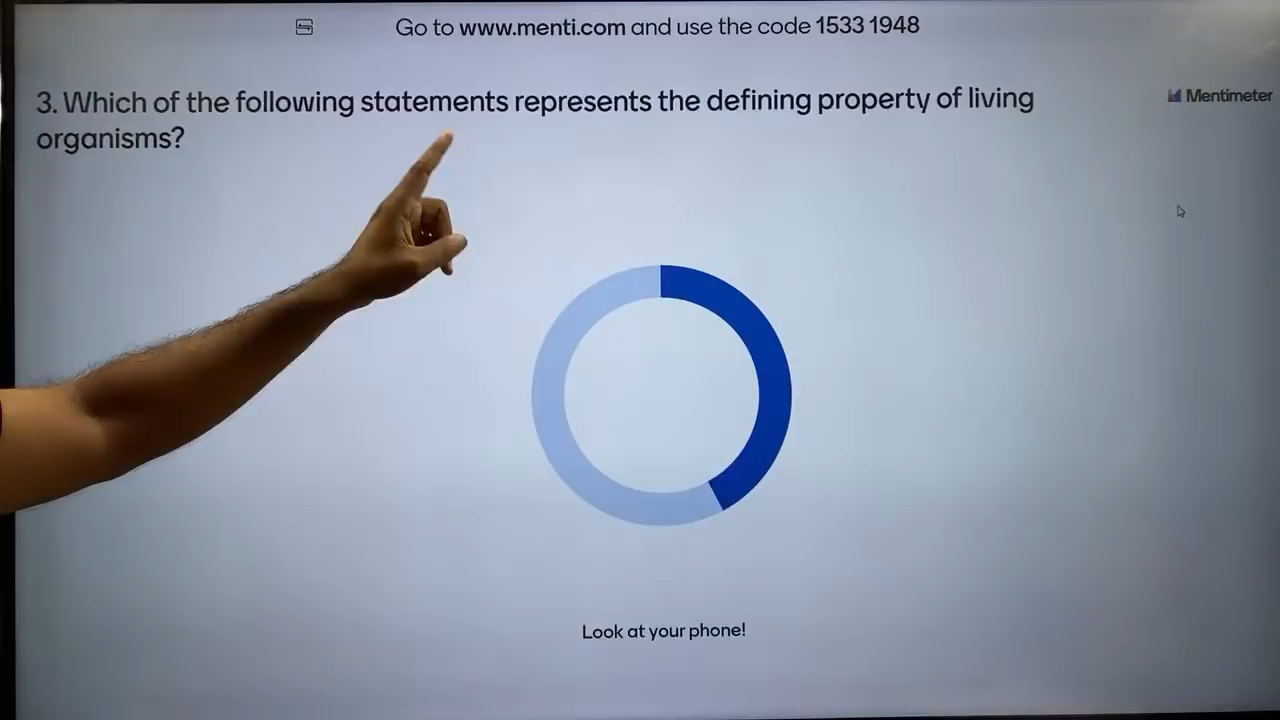 Go to www.menti.com and use the code 1533 1948
3. Which of the following statements represents the defining property of living
organisms?
Mentimeter
Look at your phone!